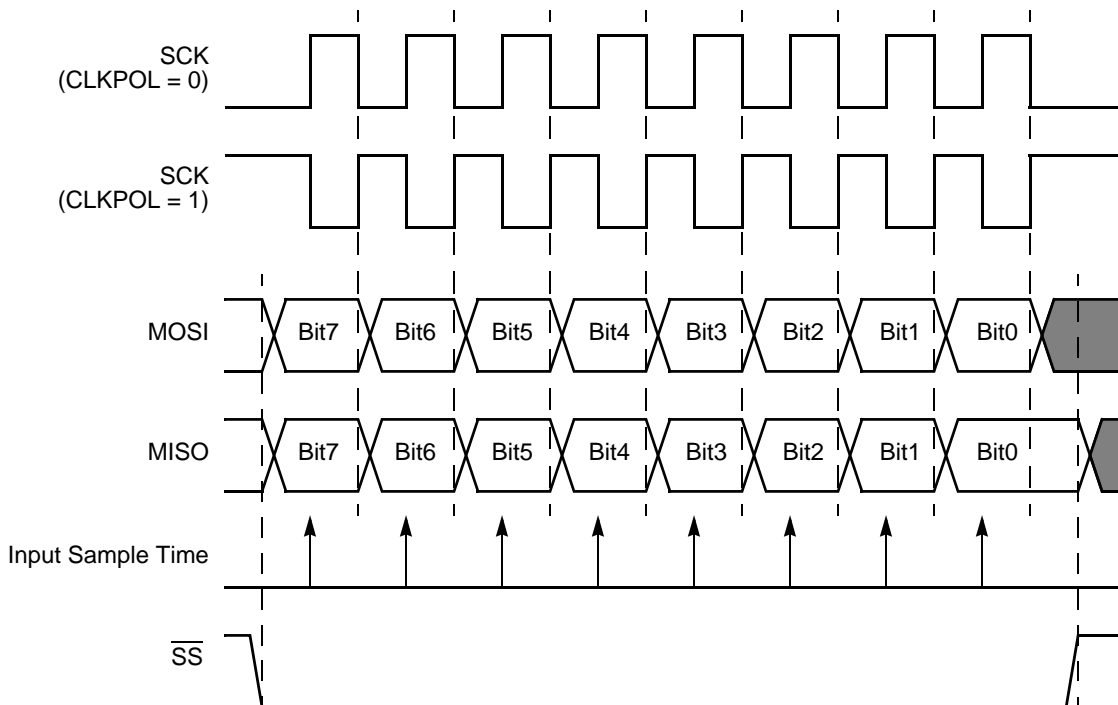 SCK
(CLKPOL = 0)
SCK
(CLKPOL = 1)
MOSI
Bit7 Bit6 Bit5 Bit4 Bit3 Bit2 Bit1 Bit0
MISO
Bit7 Bit6 Bit5 Bit4 Bit3 Bit2 Bit1 Bit0
Input Sample Time
SS